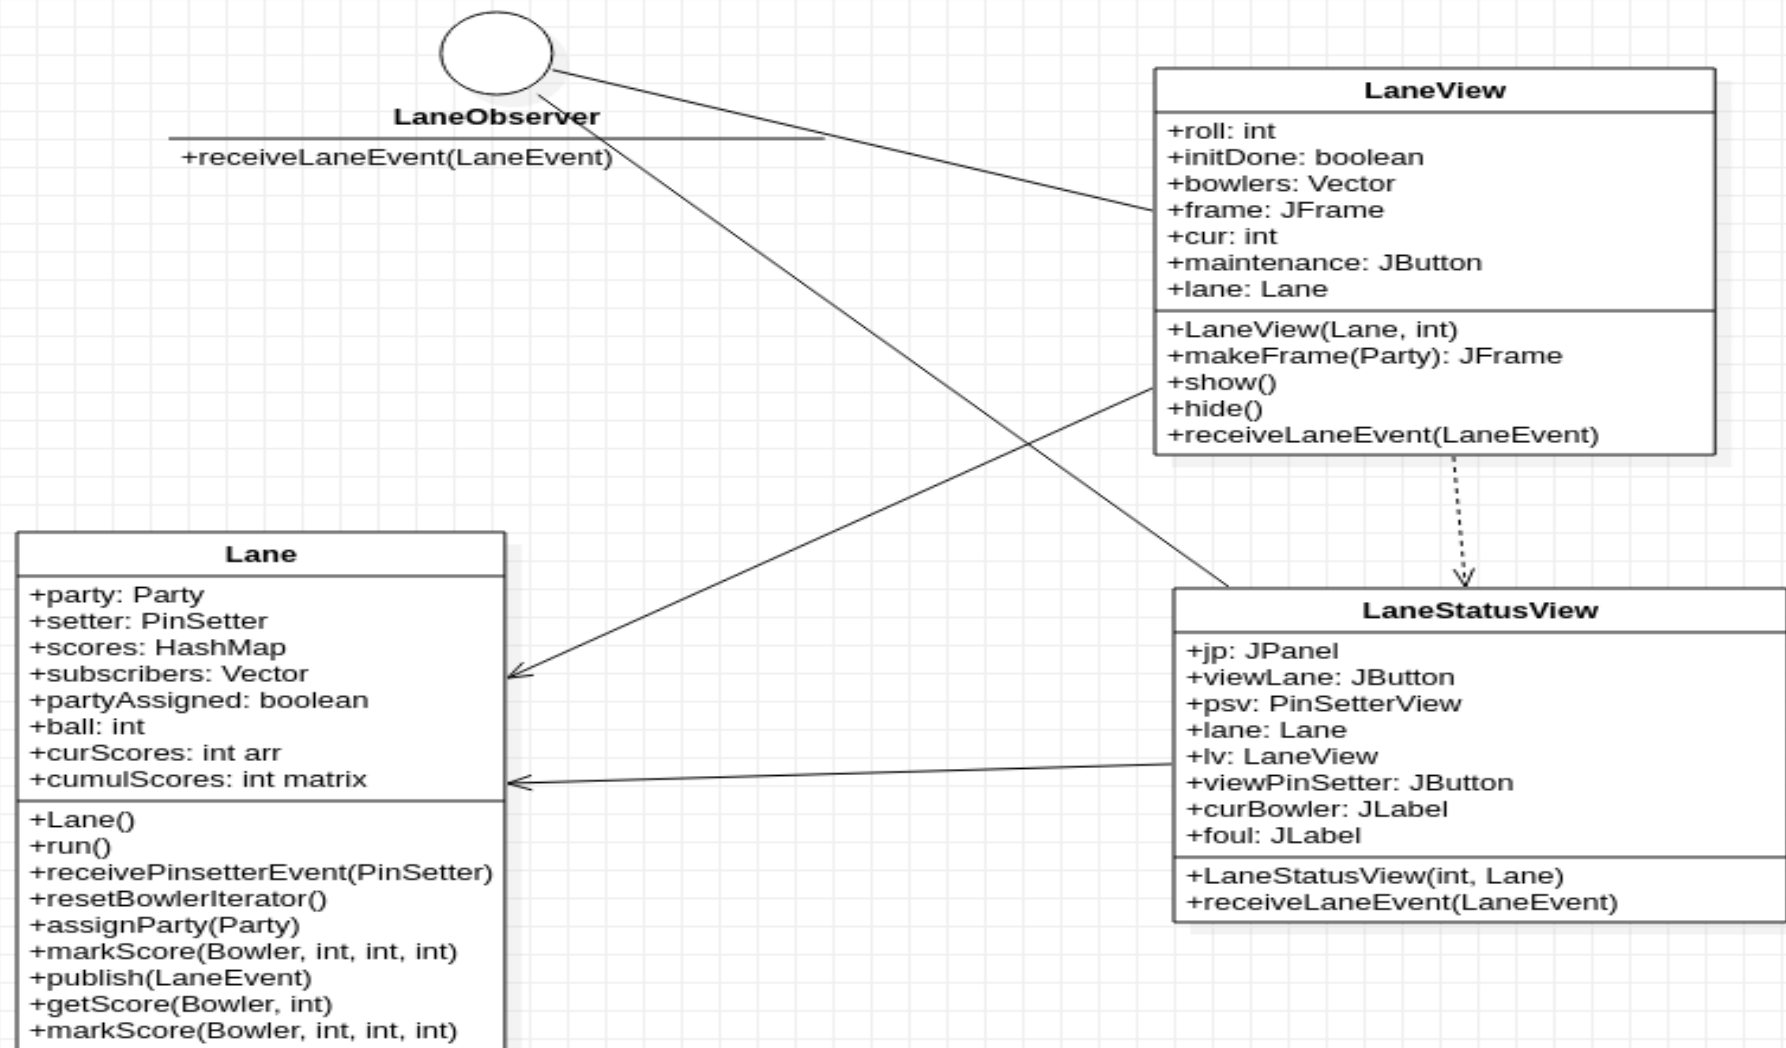 LaneObserver
+receiveLaneEvent(LaneEvent)
LaneView
+roll: int
+initDone: boolean
+bowlers: Vector
+frame: JFrame
+cur: int
+maintenance: JButton
+lane: Lane
+LaneView(Lane, int)
+makeFrame(Party): JFrame
+show()
+hide()
+receiveLaneEvent(LaneEvent)
Lane
+party: Party
+setter: PinSetter
+scores: HashMap
+subscribers: Vector
+partyAssigned: boolean
+ball: int
+curScores: int arr
+cumulScores: int matrix
+Lane()
+run()
+receivePinsetterEvent(PinSetter)
+resetBowlerIterator()
+assignParty(Party)
+markScore(Bowler, int, int, int)
+publish(LaneEvent)
+getScore(Bowler, int)
+markScore(Bowler, int, int, int)
LaneStatusView
+jp: JPanel
+viewLane: JButton
+psv: PinSetterView
+lane: Lane
+lv: LaneView
+viewPinSetter: JButton
+curBowler: JLabel
+foul: JLabel
+LaneStatusView(int, Lane)
+receiveLaneEvent(LaneEvent)